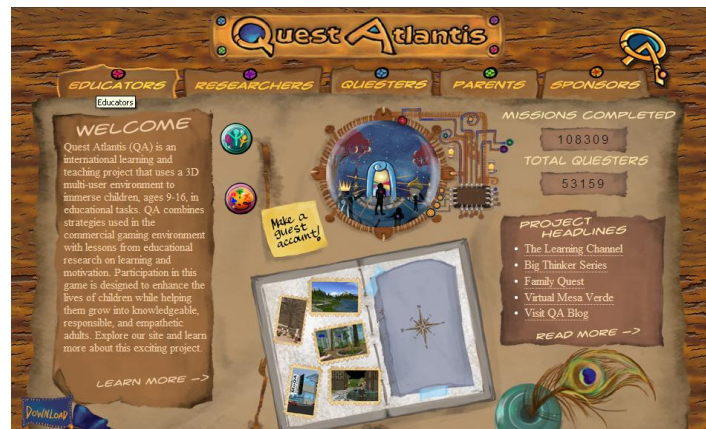 Quest Atlantis
EDUCATORS
RESEARCHERS
QUESTERS
PARENTS
SPONSORS
Educators
WELCOME
Quest Atlantis (QA) is an
international learning and
teaching project that uses a 3D
multi-user environment to
immerse children, ages 9-16, in
educational tasks. QA combines
strategies used in the
commercial gaming environment
with lessons from educational
research on learning and
motivation. Participation in this
game is designed to enhance the
lives of children while helping
them grow into knowledgeable,
responsible, and empathetic
adults. Explore our site and learn
more about this exciting project.
LEARN MORE -->
DOWNLOAD
Make a
guest
account!
MISSIONS COMPLETED
108309
TOTAL QUESTERS
53159
PROJECT
HEADLINES
• The Learning Channel
• Big Thinker Series
• Family Quest
• Virtual Mesa Verde
• Visit QA Blog
READ MORE -->